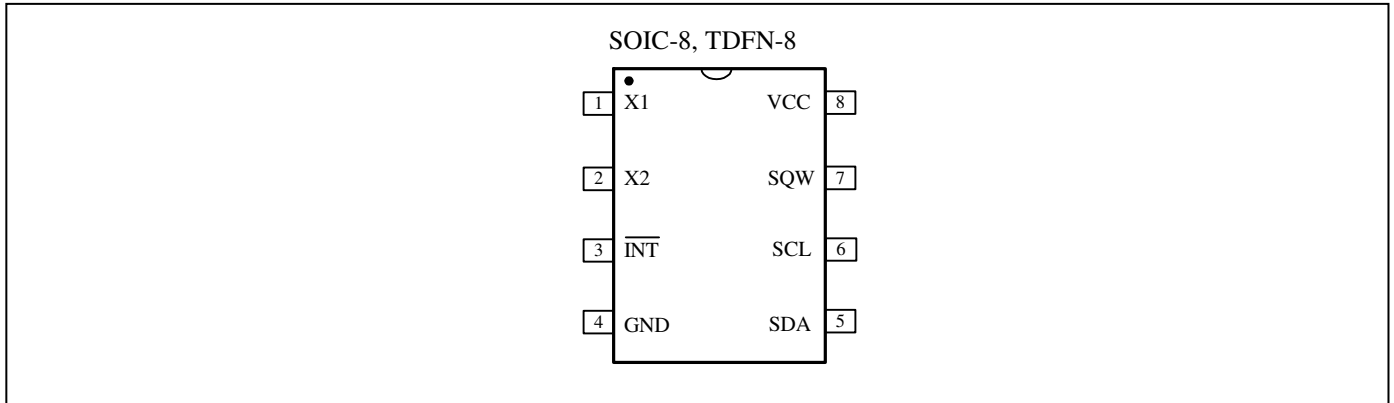 SOIC-8, TDFN-8
1 X1 VCC 8
2 X2 SQW 7
3 INT SCL 6
4 GND SDA 5